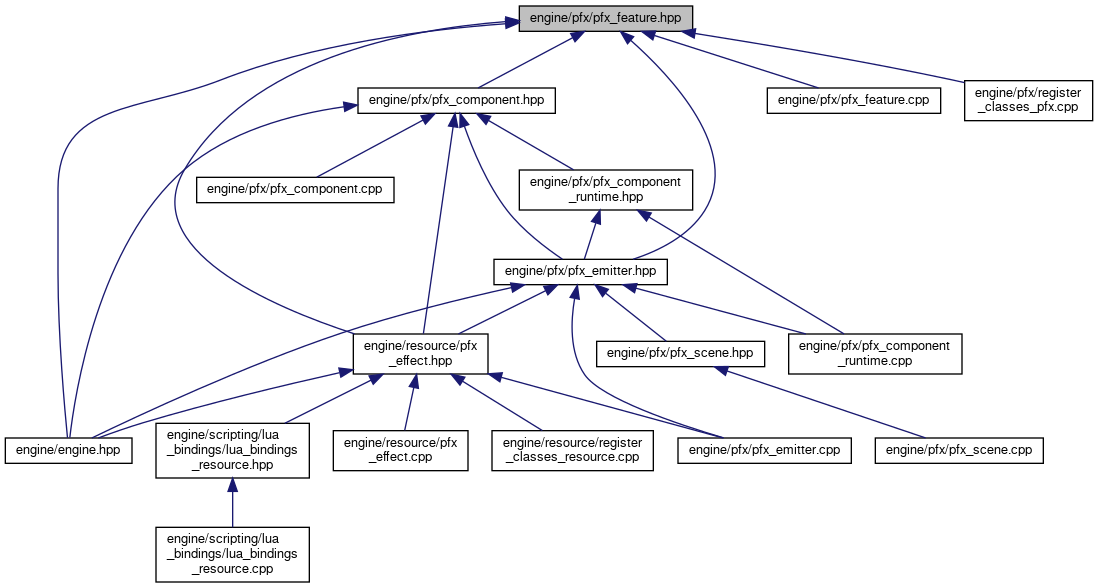 engine/pfx/pfx_feature.hpp
engine/pfx/pfx_component.hpp
engine/pfx/pfx_feature.cpp
engine/pfx/register
_classes_pfx.cpp
engine/pfx/pfx_component.cpp
engine/pfx/pfx_component
_runtime.hpp
engine/pfx/pfx_emitter.hpp
engine/resource/pfx
_effect.hpp
engine/pfx/pfx_scene.hpp
engine/pfx/pfx_component
_runtime.cpp
engine/engine.hpp
engine/scripting/lua
_bindings/lua_bindings
_resource.hpp
engine/resource/pfx
_effect.cpp
engine/resource/register
_classes_resource.cpp
engine/pfx/pfx_emitter.cpp
engine/pfx/pfx_scene.cpp
engine/scripting/lua
_bindings/lua_bindings
_resource.cpp